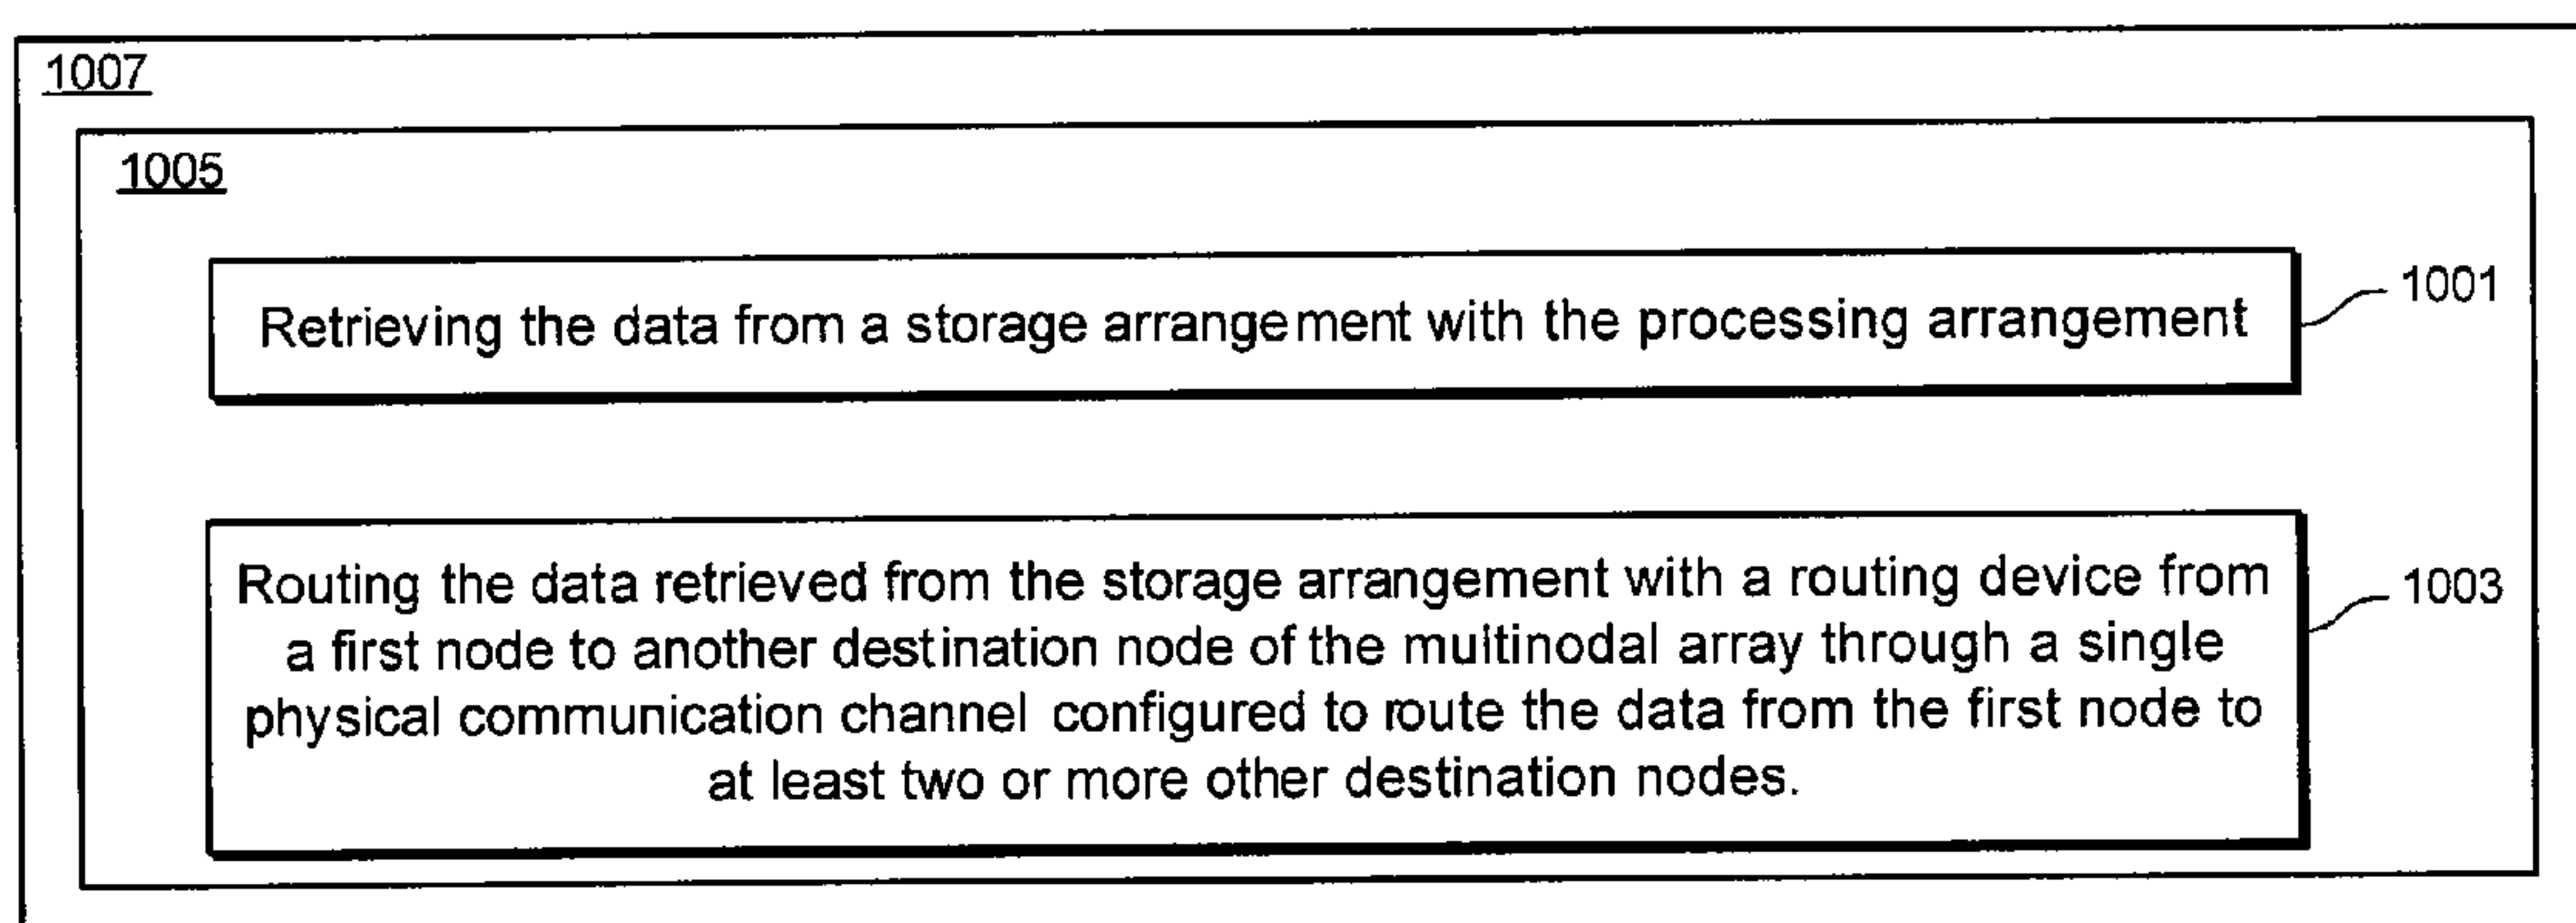 1007
1005
Retrieving the data from a storage arrangement with the processing arrangement
1001
Routing the data retrieved from the storage arrangement with a routing device from
a first node to another destination node of the multinodal array through a single
physical communication channel configured to route the data from the first node to
at least two or more other destination nodes.
1003